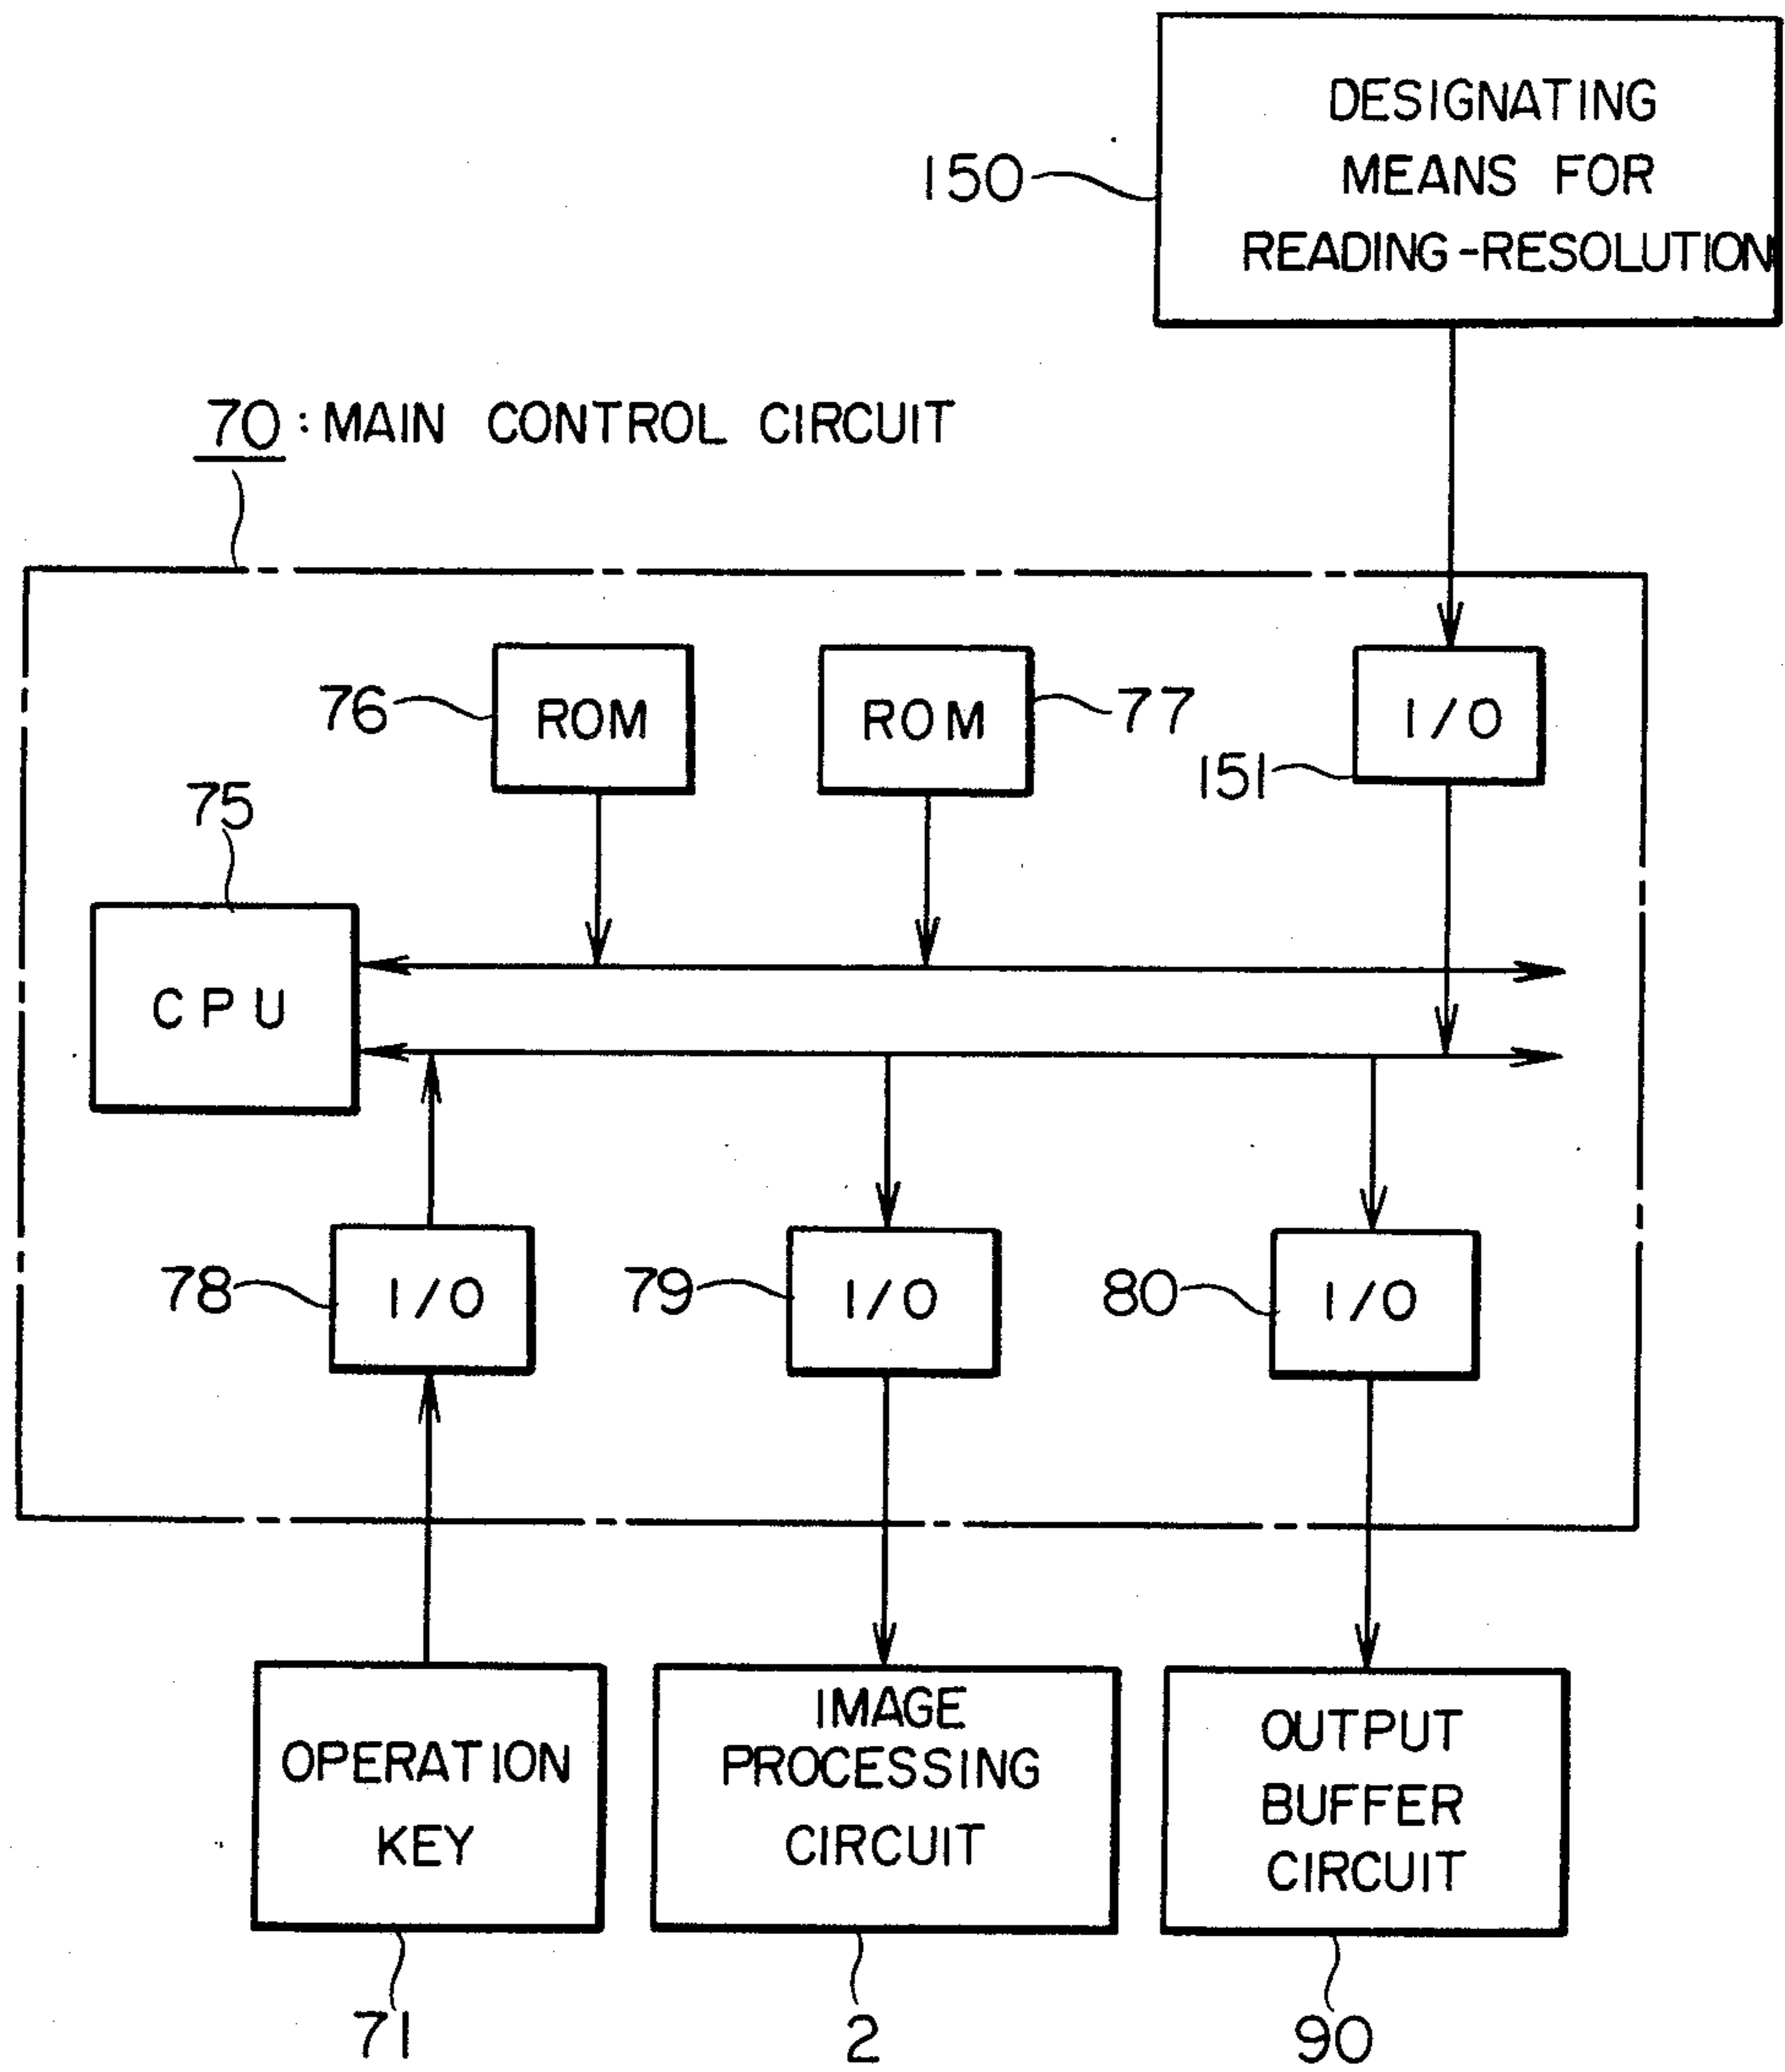 DESIGNATING
MEANS FOR
READING-RESOLUTION
150
70 : MAIN CONTROL CIRCUIT
76
ROM
ROM
77
I/O
151
75
CPU
78
I/O
79
I/O
80
I/O
OPERATION
KEY
IMAGE
PROCESSING
CIRCUIT
OUTPUT
BUFFER
CIRCUIT
71
2
90